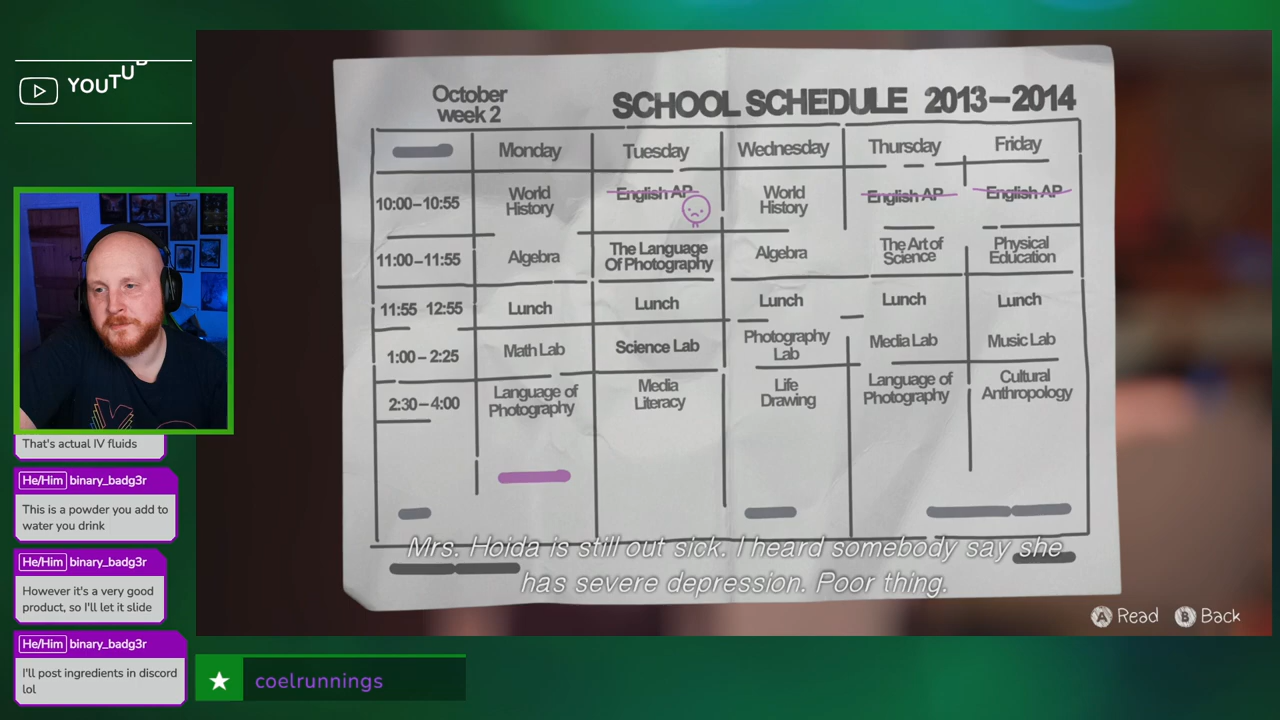 YOUTUB
October
week 2
SCHOOL SCHEDULE 2013-2014
Monday
Tuesday
Wednesday
Thursday
Friday
10:00-10:55
World
History
English AP
World
History
English AP
English AP
11:00-11:55
Algebra
The Language
Of Photography
Algebra
The Art of
Science
Physical
Education
11:55 12:55
Lunch
Lunch
Lunch
Lunch
Lunch
1:00-2:25
Math Lab
Science Lab
Photography
Lab
Media Lab
Music Lab
2:30-4:00
Language of
Photography
Media
Literacy
Life
Drawing
Language of
Photography
Cultural
Anthropology
Mrs. Hoida is still out sick. I heard somebody say she
has severe depression. Poor thing.
A Read B Back
That's actual IV fluids
He/Him binary_badg3r
This is a powder you add to
water you drink
He/Him binary_badg3r
However it's a very good
product, so I'll let it slide
He/Him binary_badg3r
I'll post ingredients in discord
lol
coelrunnings